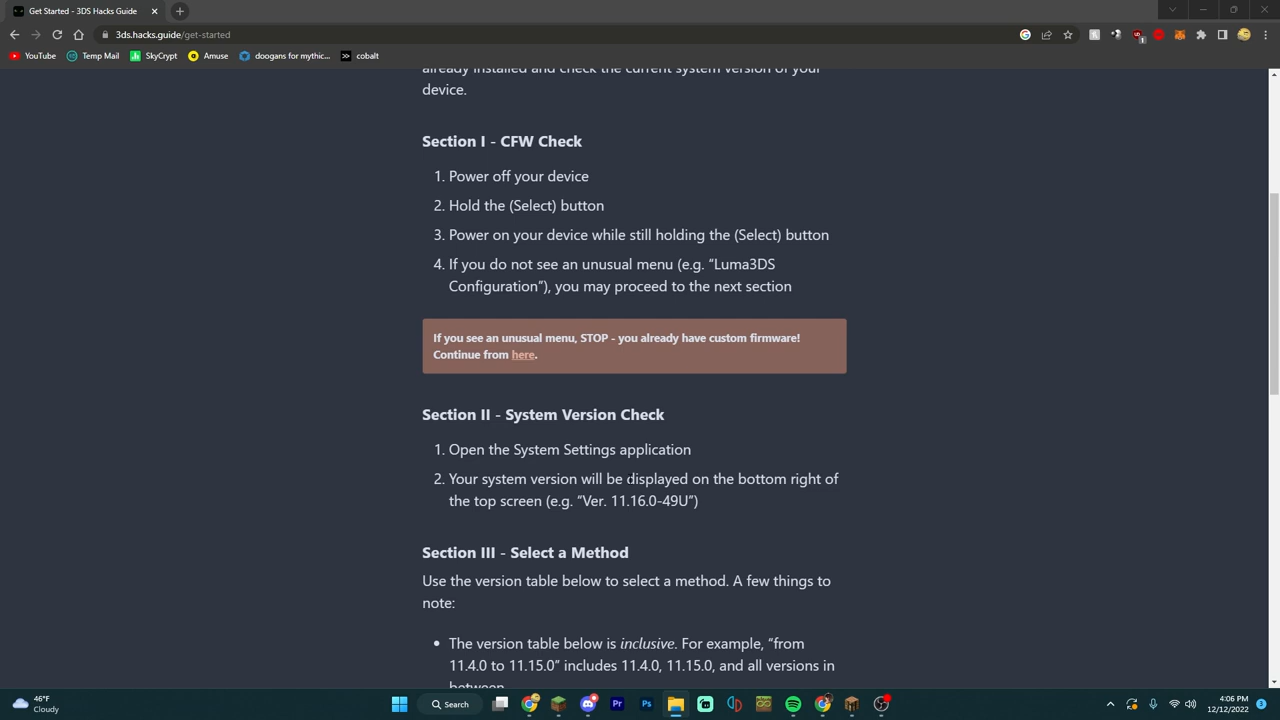 Get Started - 3DS Hacks Guide
3ds.hacks.guide/get-started
YouTube
Temp Mail
SkyCrypt
Amuse
doogans for mythic...
cobalt
already installed and check the current system version of your
device.
Section I - CFW Check
1. Power off your device
2. Hold the (Select) button
3. Power on your device while still holding the (Select) button
4. If you do not see an unusual menu (e.g. “Luma3DS
Configuration”), you may proceed to the next section
If you see an unusual menu, STOP - you already have custom firmware!
Continue from here.
Section II - System Version Check
1. Open the System Settings application
2. Your system version will be displayed on the bottom right of
the top screen (e.g. “Ver. 11.16.0-49U”)
Section III - Select a Method
Use the version table below to select a method. A few things to
note:
• The version table below is inclusive. For example, “from
11.4.0 to 11.15.0” includes 11.4.0, 11.15.0, and all versions in
between.
46°F
Cloudy
Search
Pr
Ps
4:06 PM
12/12/2022
3